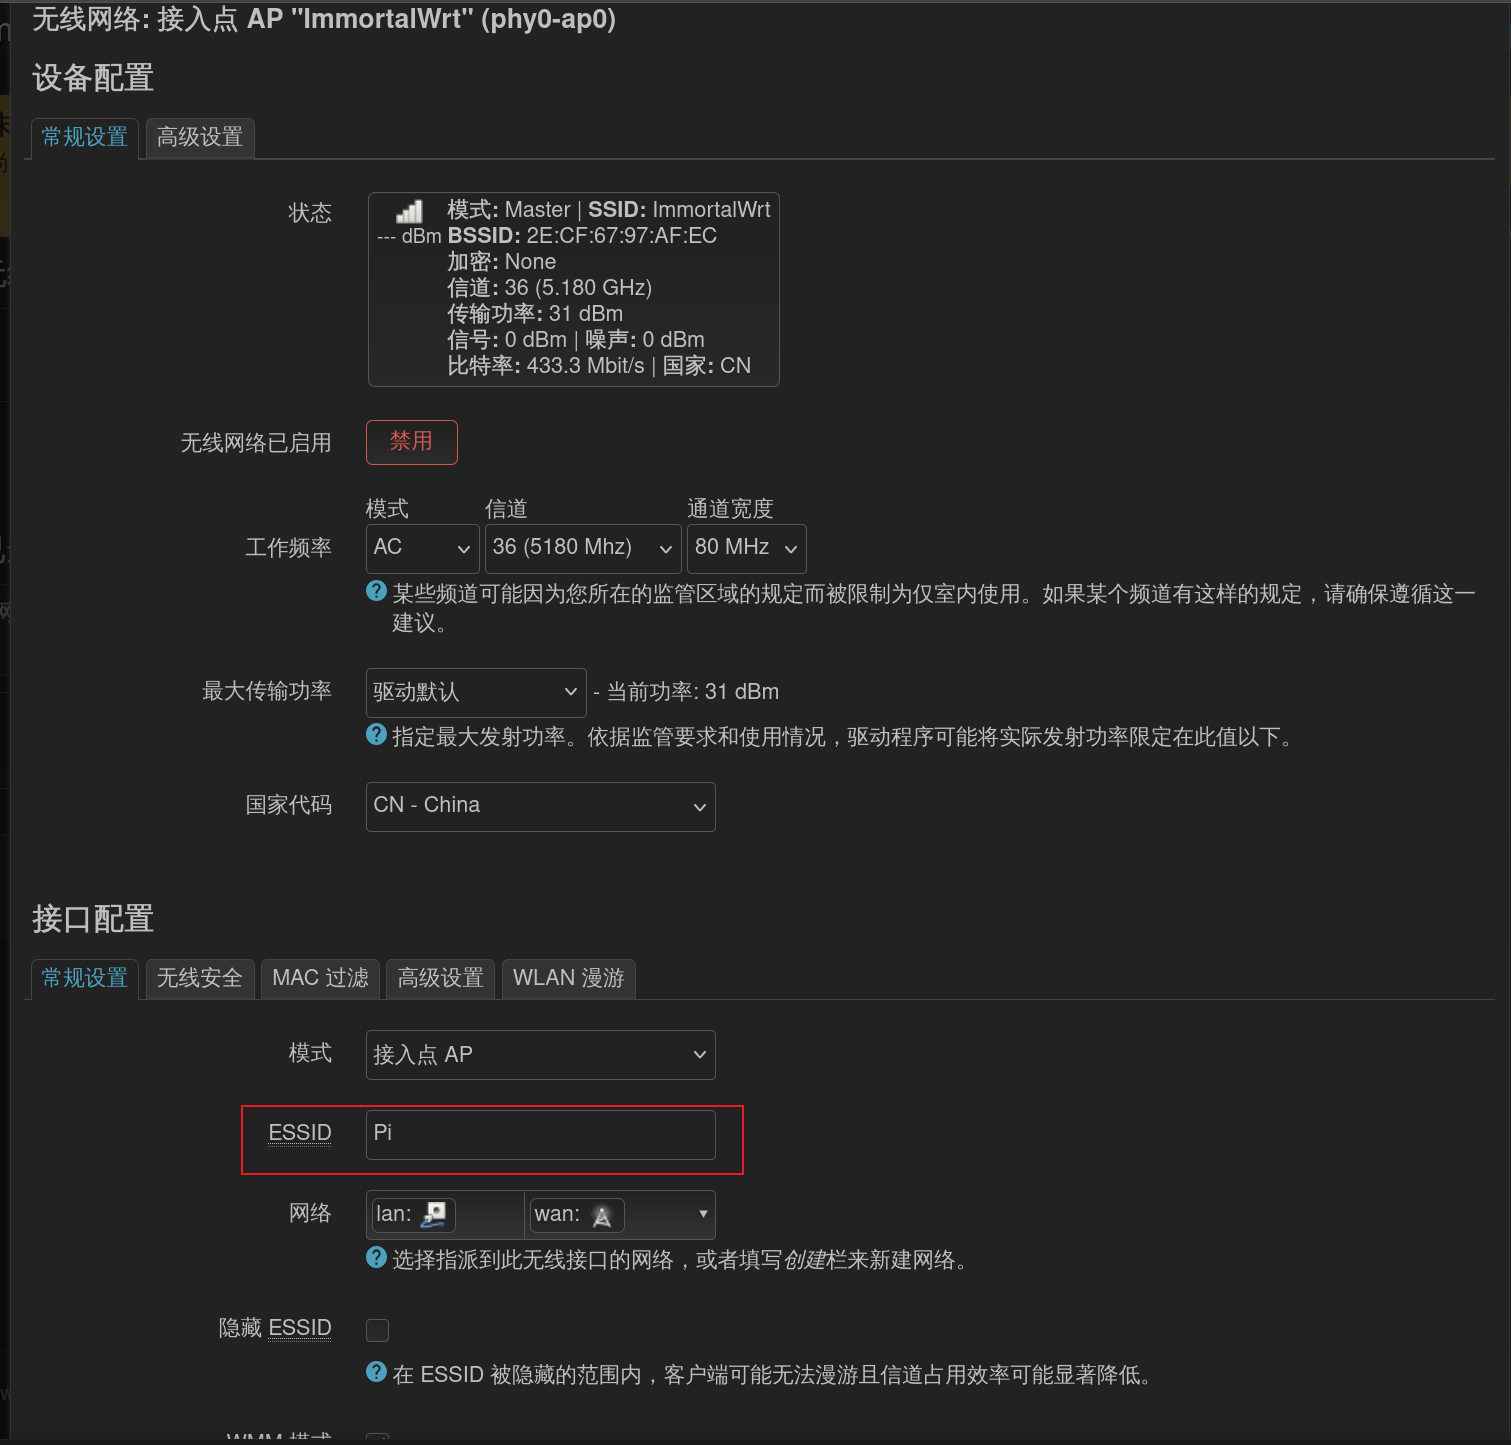 无线网络: 接入点 AP "ImmortalWrt" (phy0-ap0)
设备配置
常规设置 高级设置
状态
模式: Master | SSID: ImmortalWrt
--- dBm BSSID: 2E:CF:67:97:AF:EC
加密: None
信道: 36 (5.180 GHz)
传输功率: 31 dBm
信号: 0 dBm | 噪声: 0 dBm
比特率: 433.3 Mbit/s | 国家: CN
无线网络已启用 禁用
模式 信道 通道宽度
工作频率 AC 36 (5180 Mhz) 80 MHz
某些频道可能因为您所在的监管区域的规定而被限制为仅室内使用。如果某个频道有这样的规定，请确保遵循这一
建议。
最大传输功率 驱动默认 - 当前功率: 31 dBm
指定最大发射功率。依据监管要求和使用情况，驱动程序可能将实际发射功率限定在此值以下。
国家代码 CN - China
接口配置
常规设置 无线安全 MAC 过滤 高级设置 WLAN 漫游
模式 接入点 AP
ESSID Pi
网络 lan: wan:
选择指派到此无线接口的网络，或者填写创建栏来新建网络。
隐藏 ESSID
在 ESSID 被隐藏的范围内，客户端可能无法漫游且信道占用效率可能显著降低。
WMM 模式